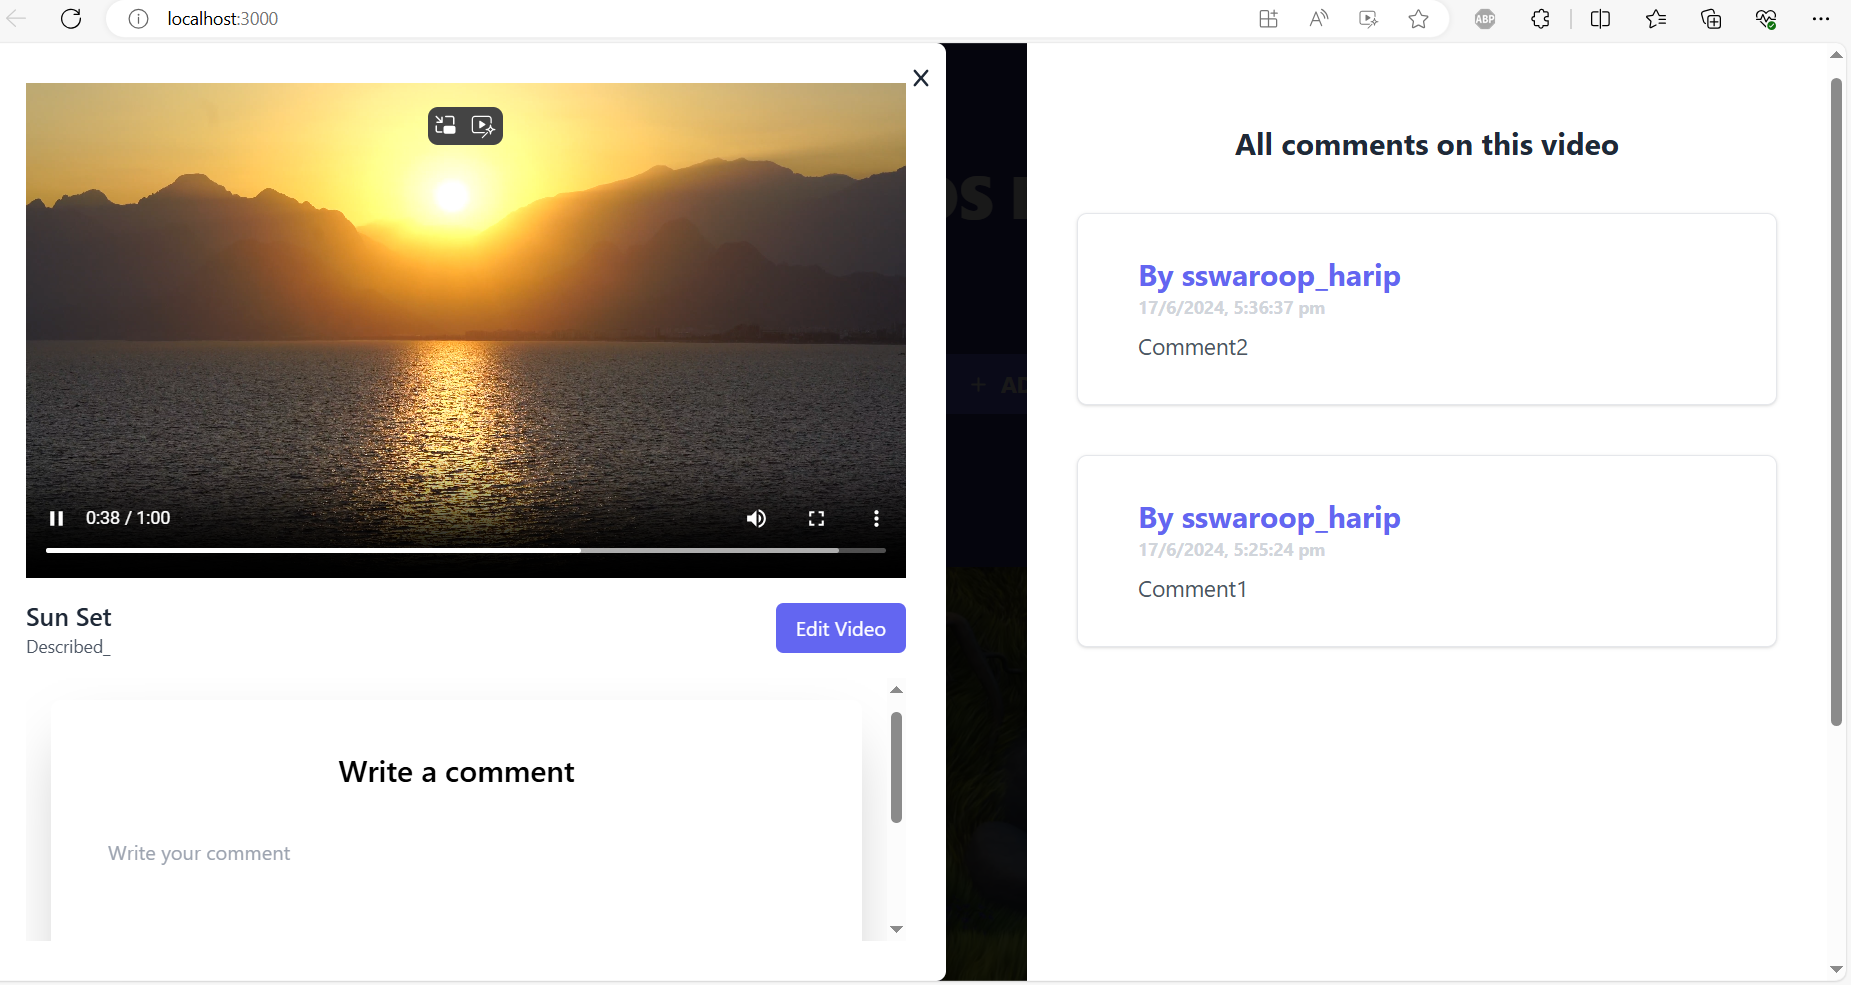 localhost:3000
ABP
0:38 / 1:00
Sun Set
Described_
Edit Video
Write a comment
Write your comment
All comments on this video
By sswaroop_harip
17/6/2024, 5:36:37 pm
Comment2
By sswaroop_harip
17/6/2024, 5:25:24 pm
Comment1